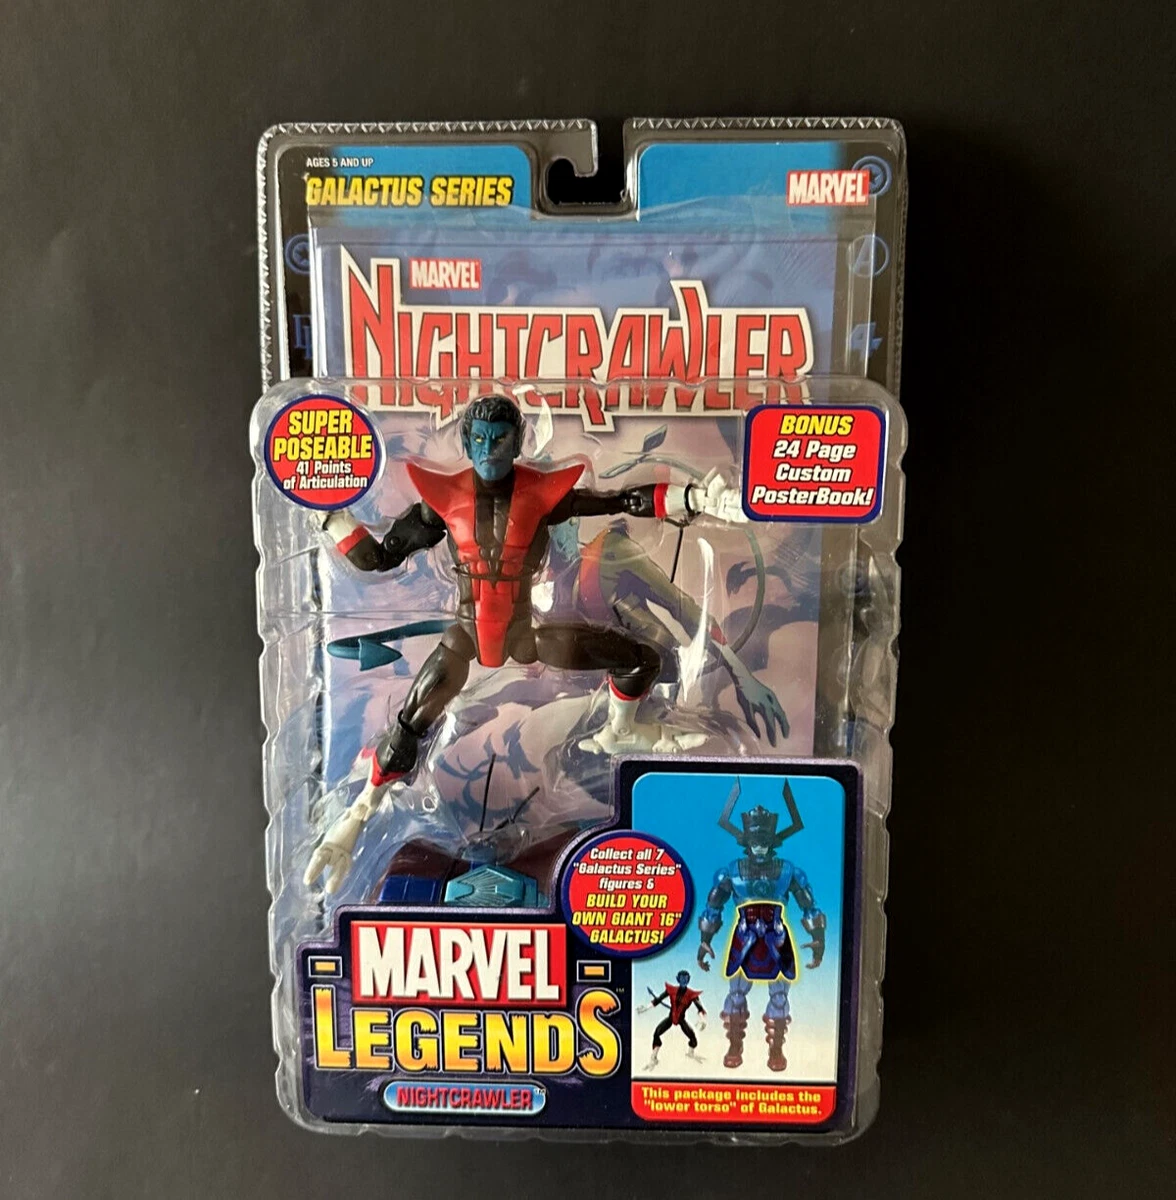 AGES 5 AND UP
GALACTUS SERIES
MARVEL
MARVEL
NIGHTCRAWLER
SUPER
POSEABLE
41 Points
of Articulation
BONUS
24 Page
Custom
PosterBook!
Collect all 7
"Galactus Series"
figures &
BUILD YOUR
OWN GIANT 16"
GALACTUS!
MARVEL
LEGENDS™
NIGHTCRAWLER™
This package includes the
"lower torso" of Galactus.